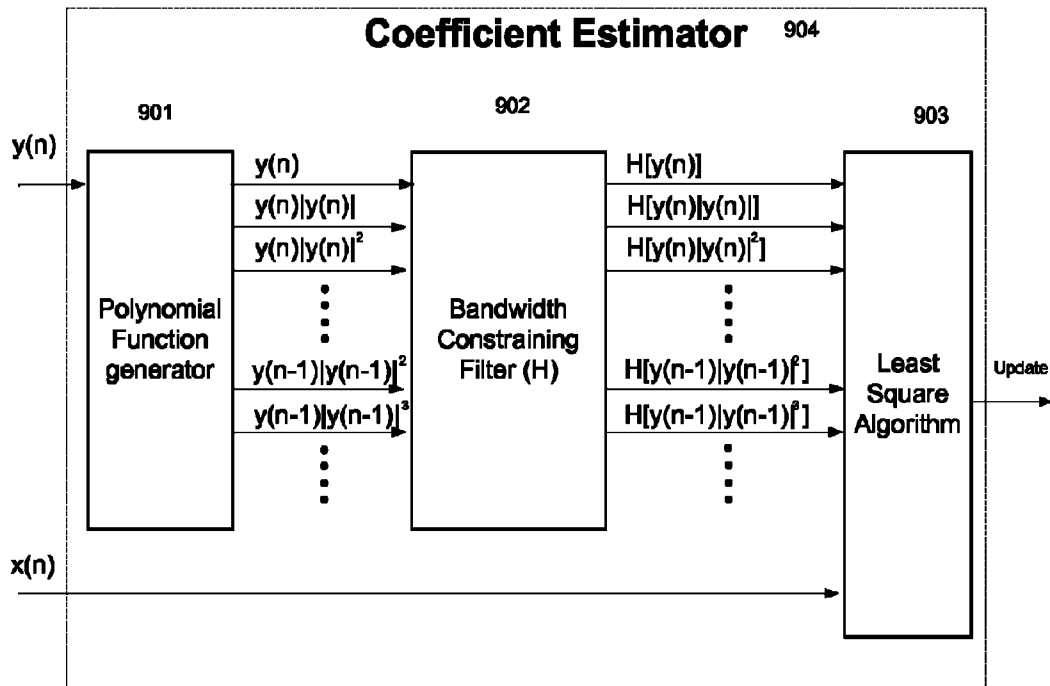 Coefficient Estimator 904
901
902
903
y(n)
y(n)
y(n)|y(n)|
y(n)|y(n)|²
Polynomial
Function
generator
y(n-1)|y(n-1)|²
y(n-1)|y(n-1)|³
Bandwidth
Constraining
Filter (H)
H[y(n)]
H[y(n)|y(n)|]
H[y(n)|y(n)|²]
H[y(n-1)|y(n-1)|²]
H[y(n-1)|y(n-1)|³]
Least
Square
Algorithm
Update
x(n)